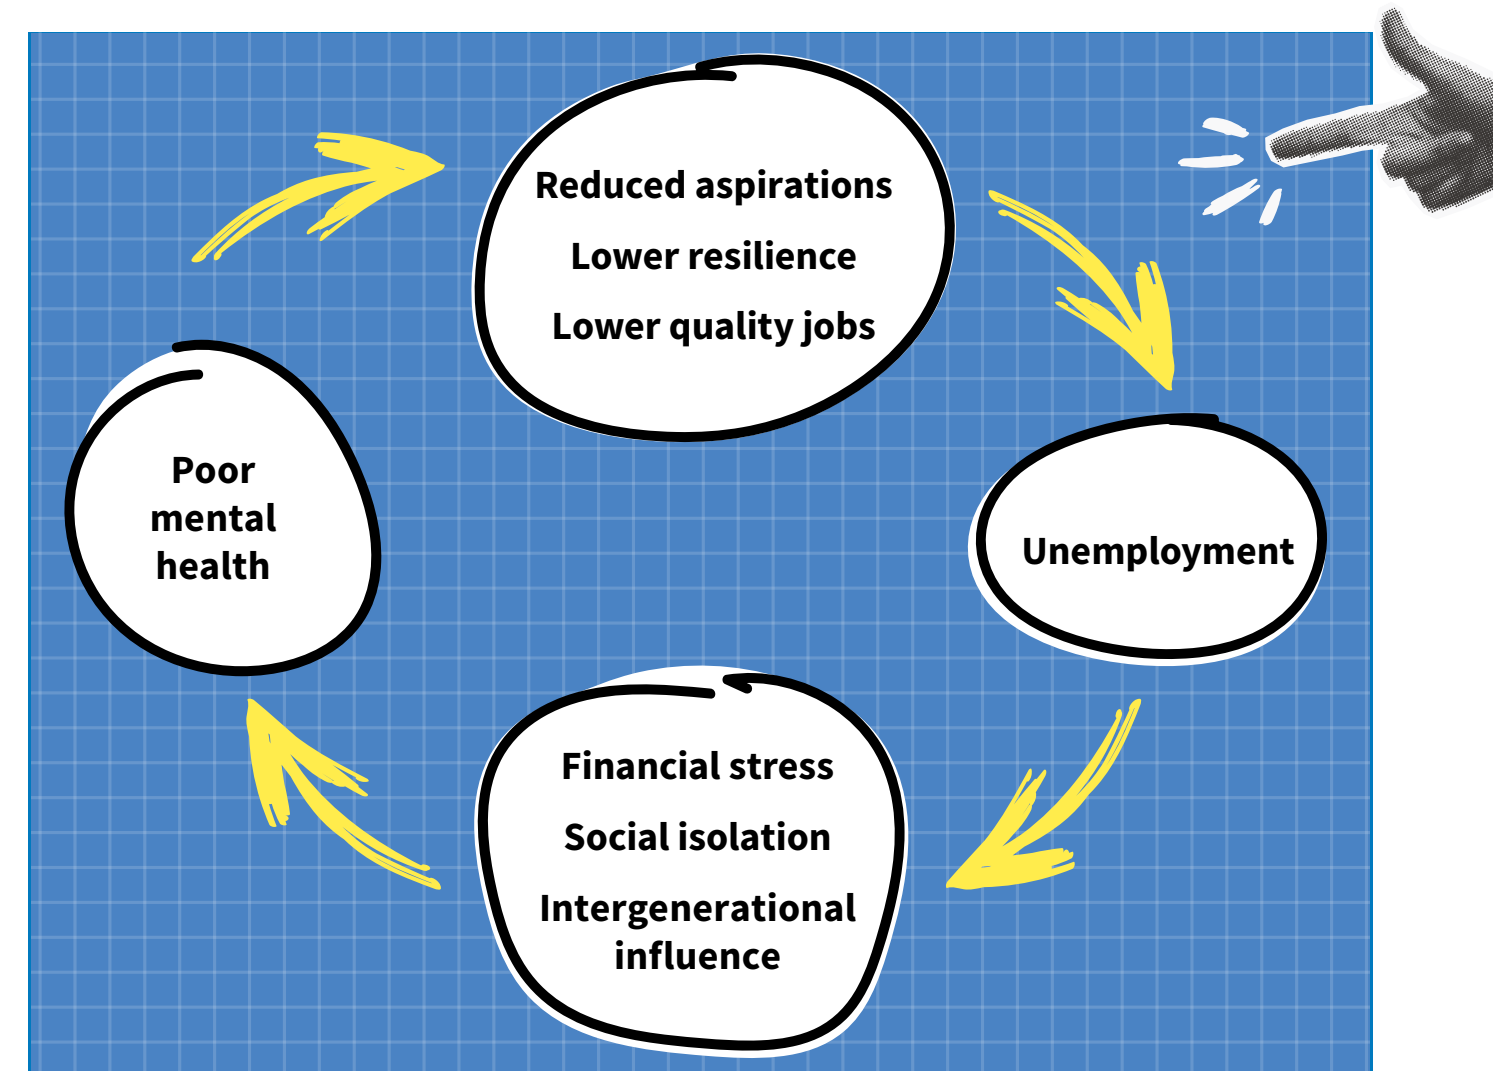 Reduced aspirations
Lower resilience
Lower quality jobs
Poor
mental
health
Unemployment
Financial stress
Social isolation
Intergenerational
influence